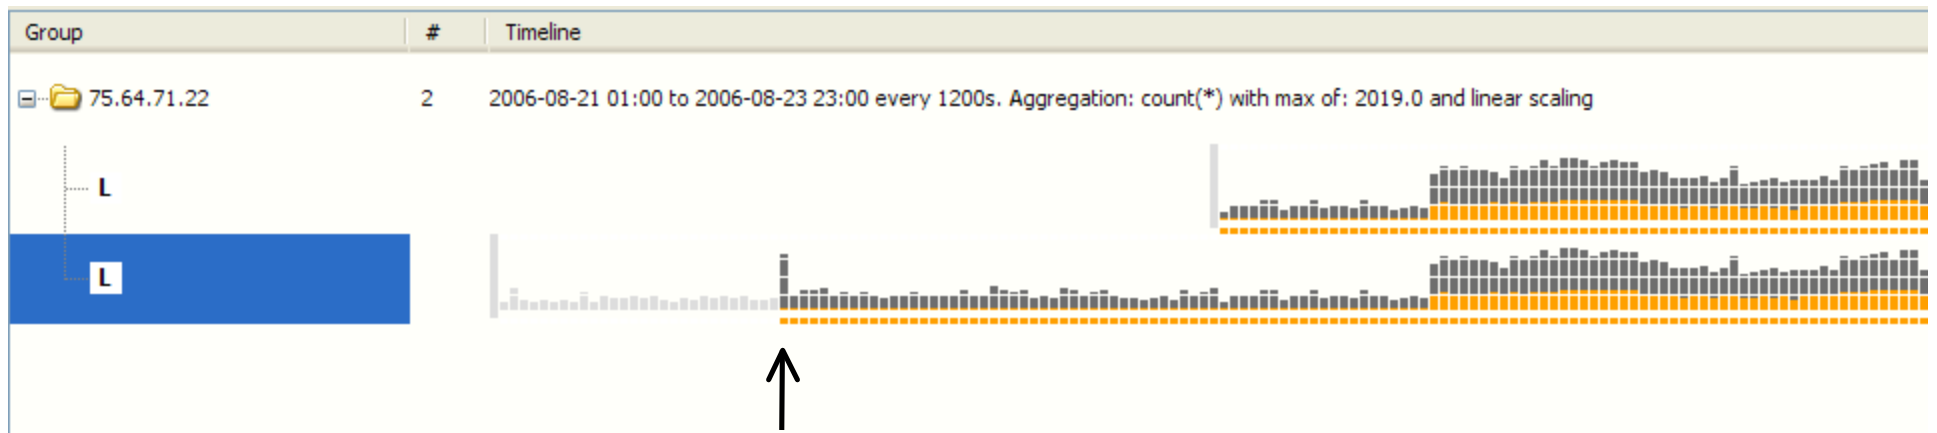 Group # Timeline
75.64.71.22 2 2006-08-21 01:00 to 2006-08-23 23:00 every 1200s. Aggregation: count(*) with max of: 2019.0 and linear scaling
L
L